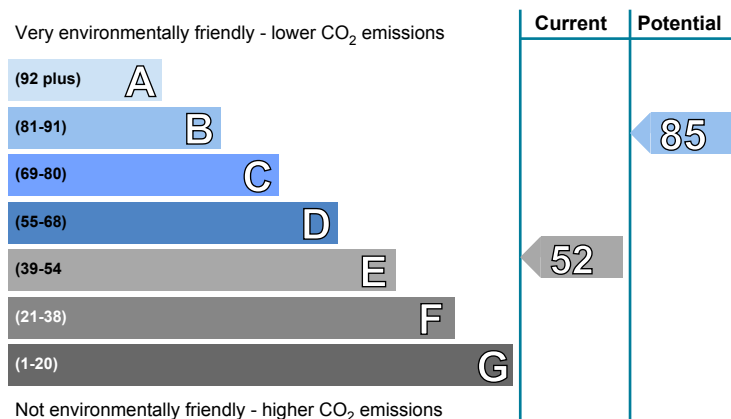 Very environmentally friendly - lower CO₂ emissions
Current
Potential
(92 plus) A
(81-91) B
85
(69-80) C
(55-68) D
(39-54 E
52
(21-38) F
(1-20) G
Not environmentally friendly - higher CO₂ emissions